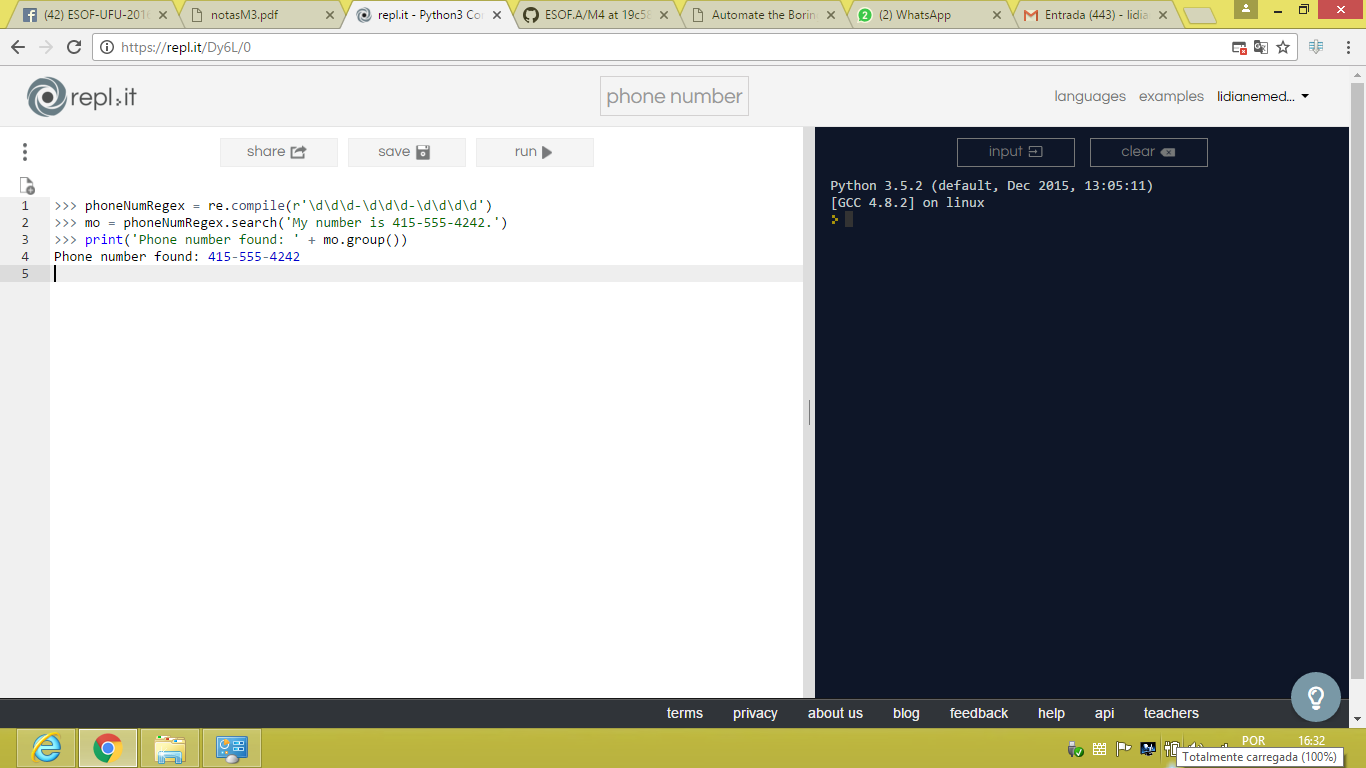 (42) ESOF-UFU-2016
notasM3.pdf
repl.it - Python3 Con
ESOF.A/M4 at 19c58
Automate the Boring
(2) WhatsApp
Entrada (443) - lidia
https://repl.it/Dy6L/0
repl.it
phone number
languages
examples
lidianemed...
share
save
run
input
clear
1 >>> phoneNumRegex = re.compile(r'\d\d\d-\d\d\d-\d\d\d\d')
2 >>> mo = phoneNumRegex.search('My number is 415-555-4242.')
3 >>> print('Phone number found: ' + mo.group())
4 Phone number found: 415-555-4242
5
Python 3.5.2 (default, Dec 2015, 13:05:11)
[GCC 4.8.2] on linux
terms
privacy
about us
blog
feedback
help
api
teachers
POR
16:32
Totalmente carregada (100%)